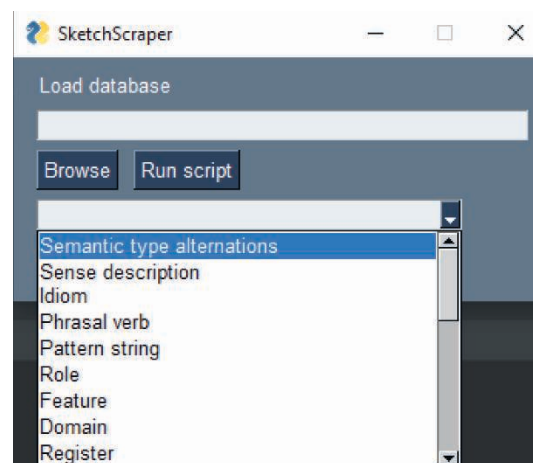 SketchScraper
Load database
Browse Run script
Semantic type alternations
Sense description
Idiom
Phrasal verb
Pattern string
Role
Feature
Domain
Register